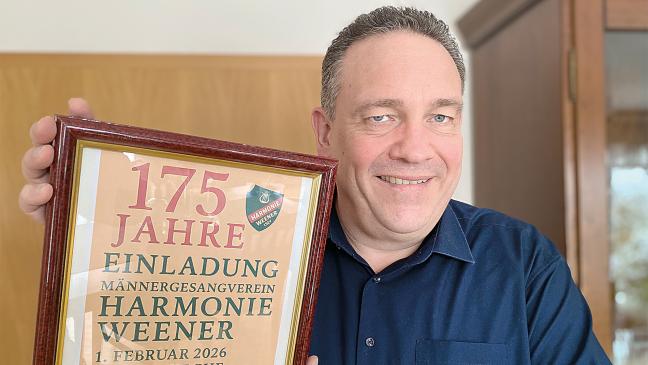 175
JAHRE
HARMONIE
WEENER
EINLADUNG
MÄNNERGESANGVEREIN
HARMONIE
WEENER
1. FEBRUAR 2026